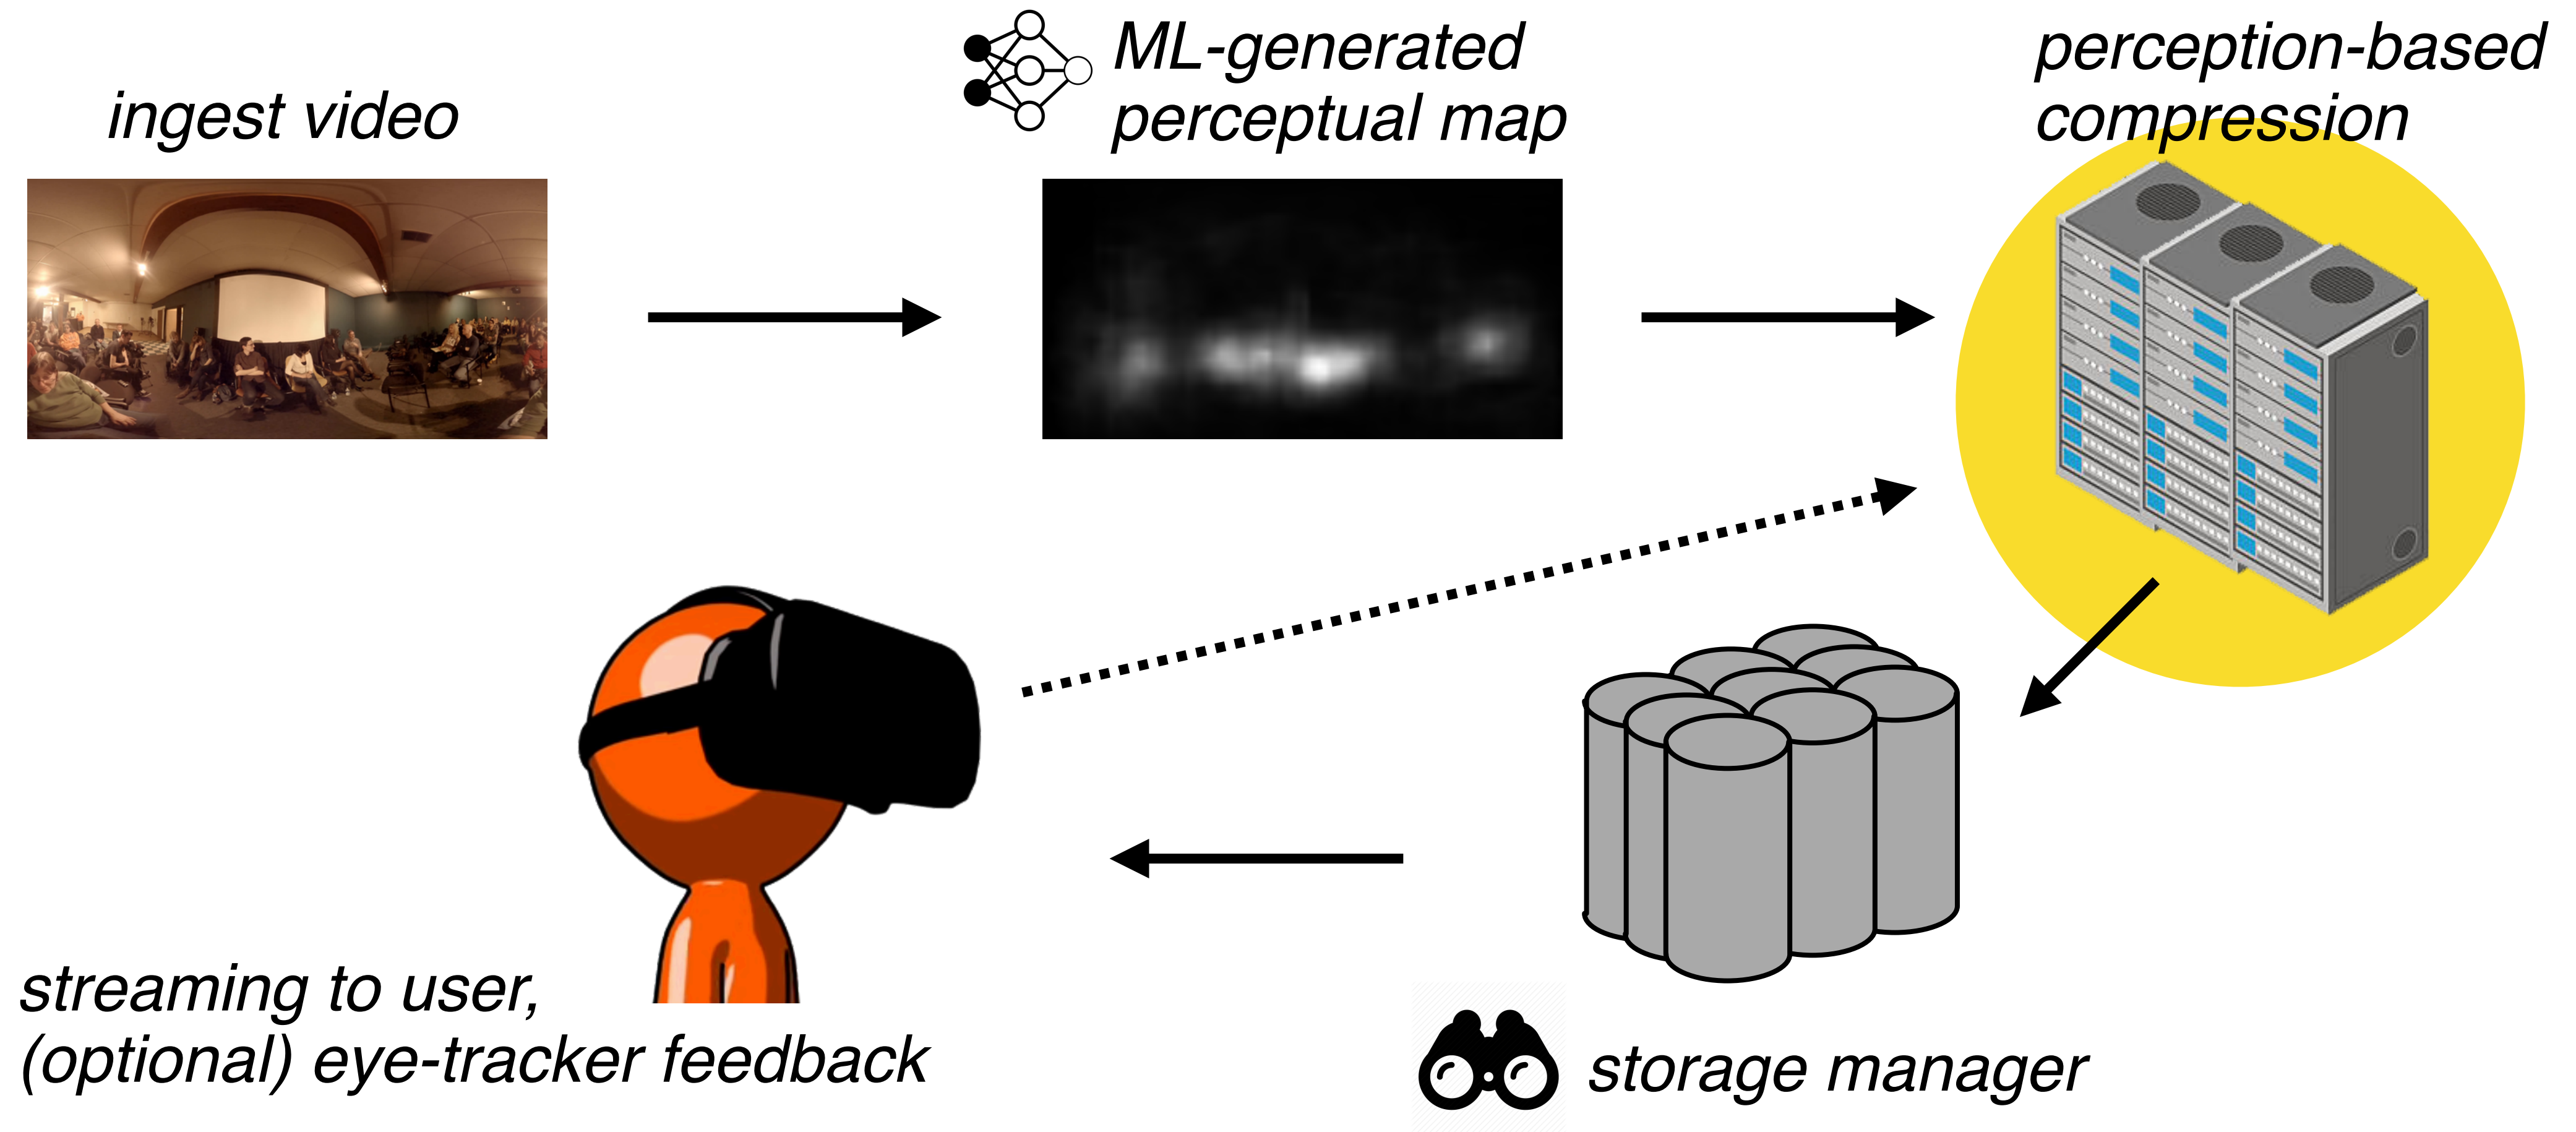 ingest video
ML-generated
perceptual map
perception-based
compression
streaming to user,
(optional) eye-tracker feedback
storage manager